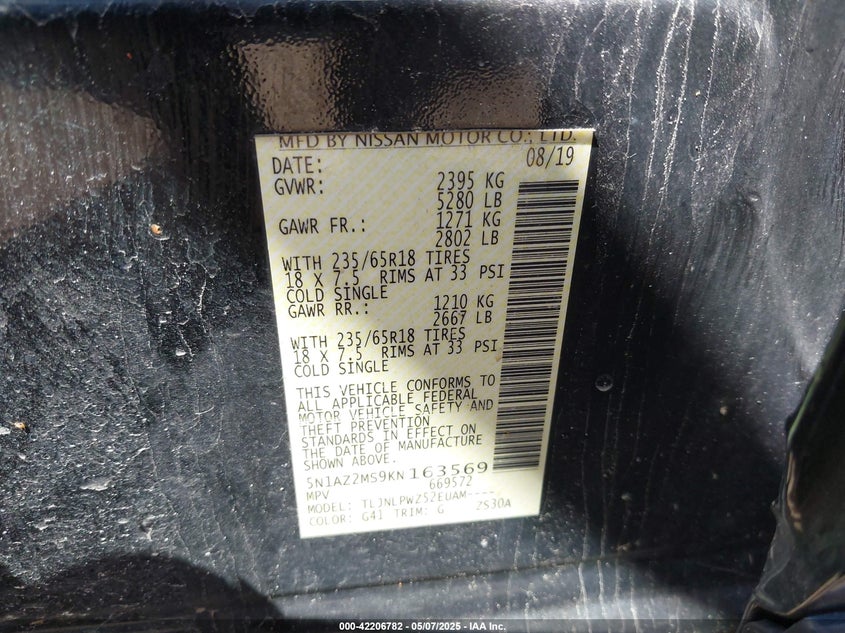 MFD BY NISSAN MOTOR CO., LTD.
DATE: 08/19
GVWR: 2395 KG
5280 LB
GAWR FR.: 1271 KG
2802 LB
WITH 235/65R18 TIRES
18 X 7.5 RIMS AT 33 PSI
COLD SINGLE
GAWR RR.: 1210 KG
2667 LB
WITH 235/65R18 TIRES
18 X 7.5 RIMS AT 33 PSI
COLD SINGLE
THIS VEHICLE CONFORMS TO
ALL APPLICABLE FEDERAL
MOTOR VEHICLE SAFETY AND
THEFT PREVENTION
STANDARDS IN EFFECT ON
THE DATE OF MANUFACTURE
SHOWN ABOVE.
5N1AZ2MS9KN163569
MPV 669572
MODEL: TLJNLPWZ52EUAM----
COLOR: G41 TRIM: G ZS30A
000-42206782 - 05/07/2025 - IAA Inc.